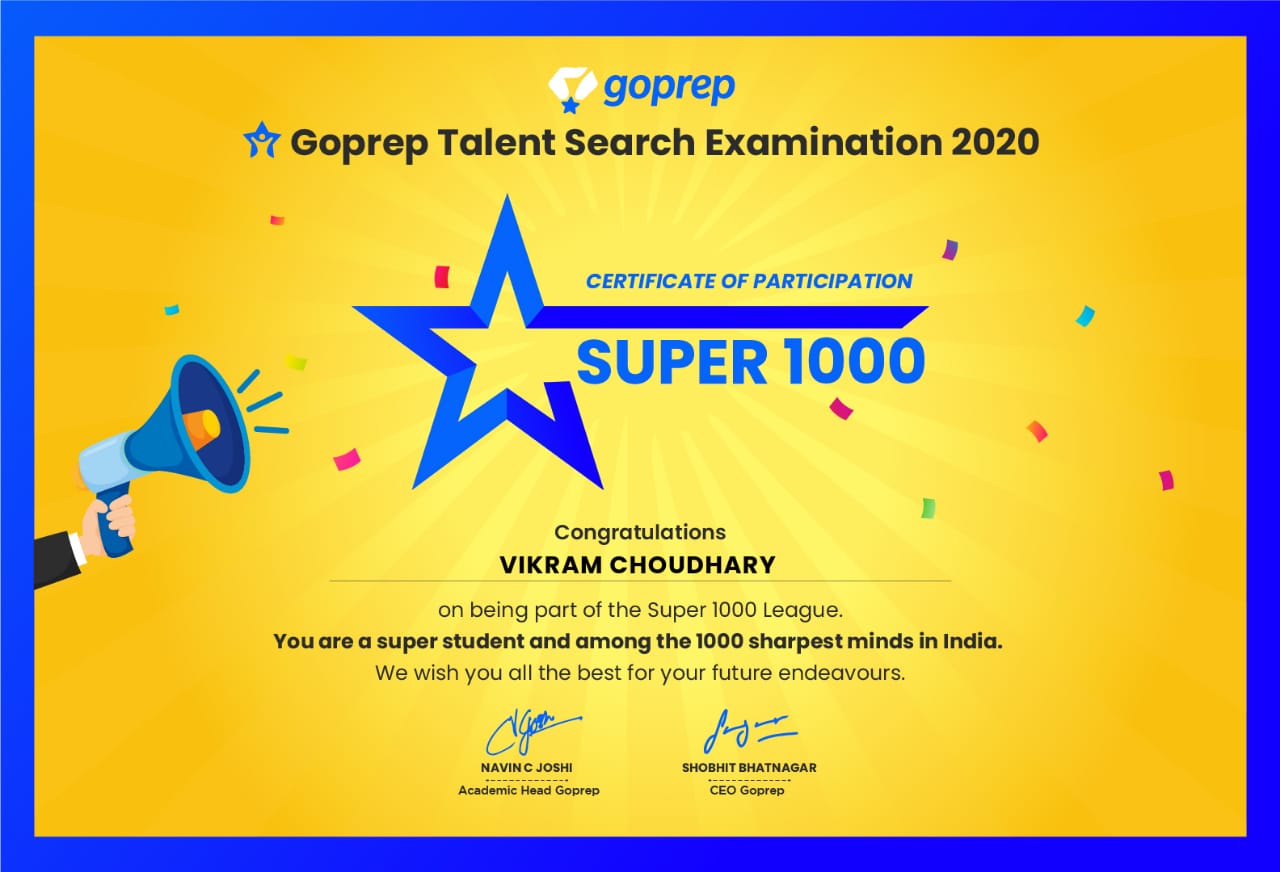 goprep
Goprep Talent Search Examination 2020
CERTIFICATE OF PARTICIPATION
SUPER 1000
Congratulations
VIKRAM CHOUDHARY
on being part of the Super 1000 League.
You are a super student and among the 1000 sharpest minds in India.
We wish you all the best for your future endeavours.
NAVIN C JOSHI
Academic Head Goprep
SHOBHIT BHATNAGAR
CEO Goprep